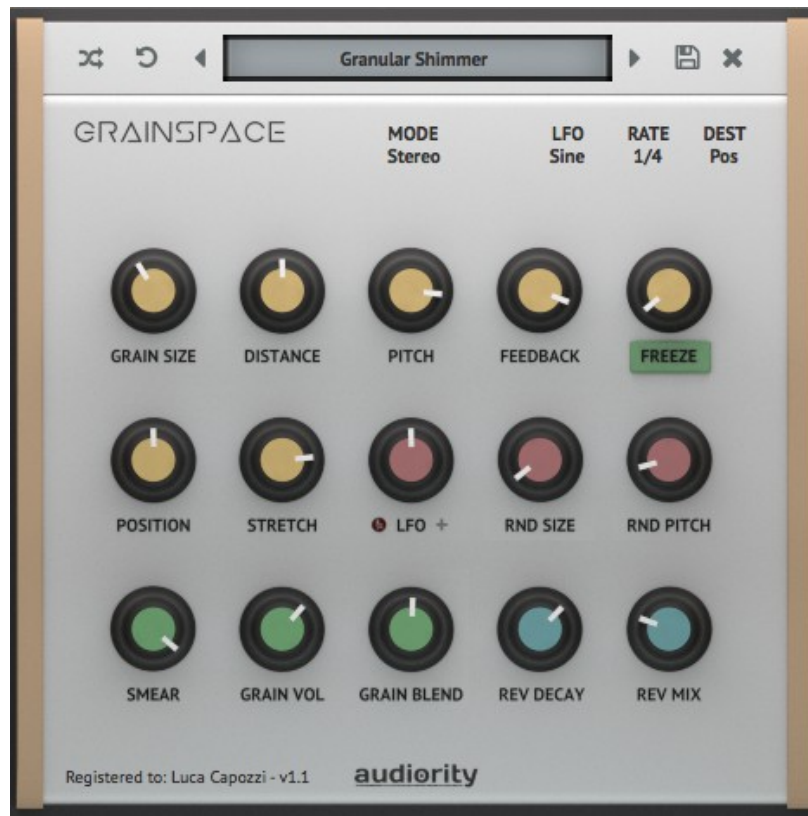 Granular Shimmer
GRAINSPACE
MODE LFO RATE DEST
Stereo Sine 1/4 Pos
GRAIN SIZE DISTANCE PITCH FEEDBACK FREEZE
POSITION STRETCH LFO + RND SIZE RND PITCH
SMEAR GRAIN VOL GRAIN BLEND REV DECAY REV MIX
Registered to: Luca Capozzi - v1.1 audiority